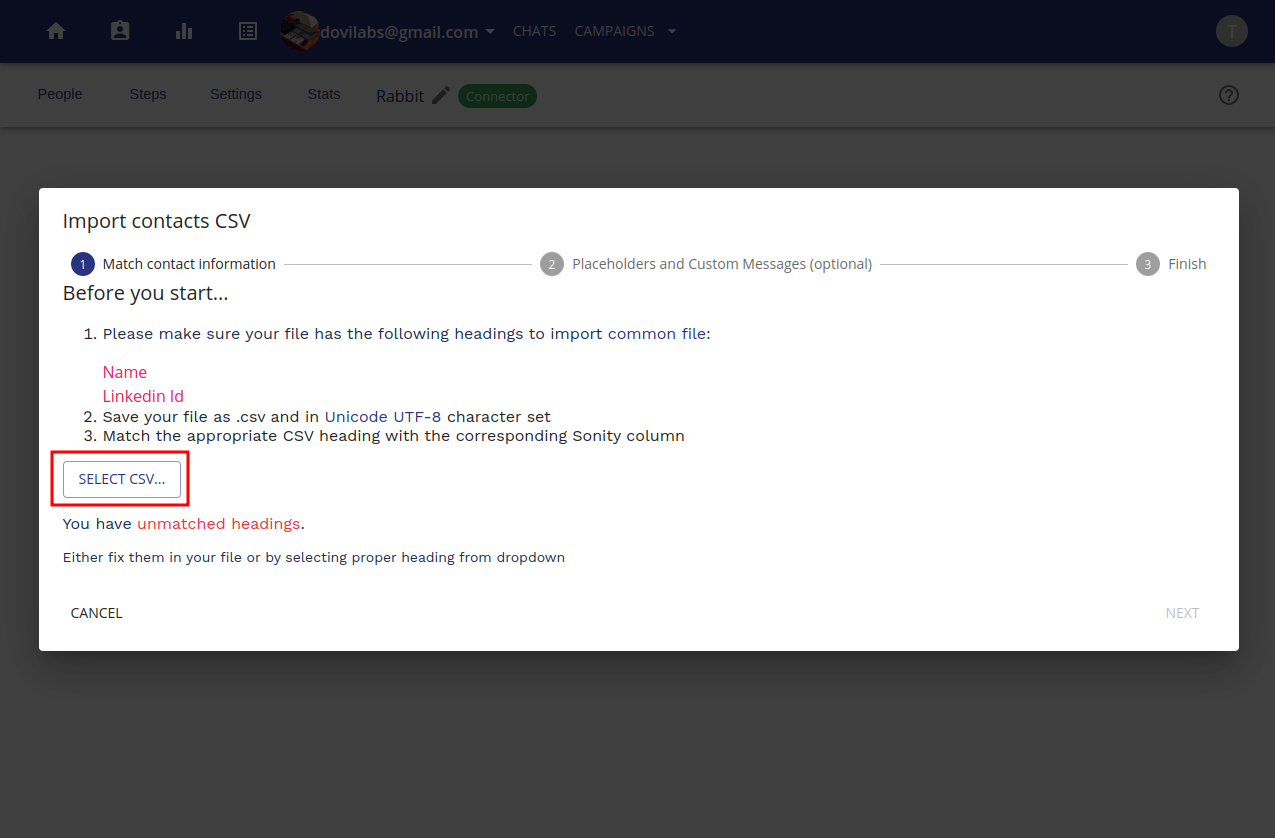 dovilabs@gmail.com CHATS CAMPAIGNS T
People Steps Settings Stats Rabbit Connector ?
Import contacts CSV
1 Match contact information 2 Placeholders and Custom Messages (optional) 3 Finish
Before you start...
1. Please make sure your file has the following headings to import common file:
Name
Linkedin Id
2. Save your file as .csv and in Unicode UTF-8 character set
3. Match the appropriate CSV heading with the corresponding Sonity column
SELECT CSV...
You have unmatched headings.
Either fix them in your file or by selecting proper heading from dropdown
CANCEL NEXT